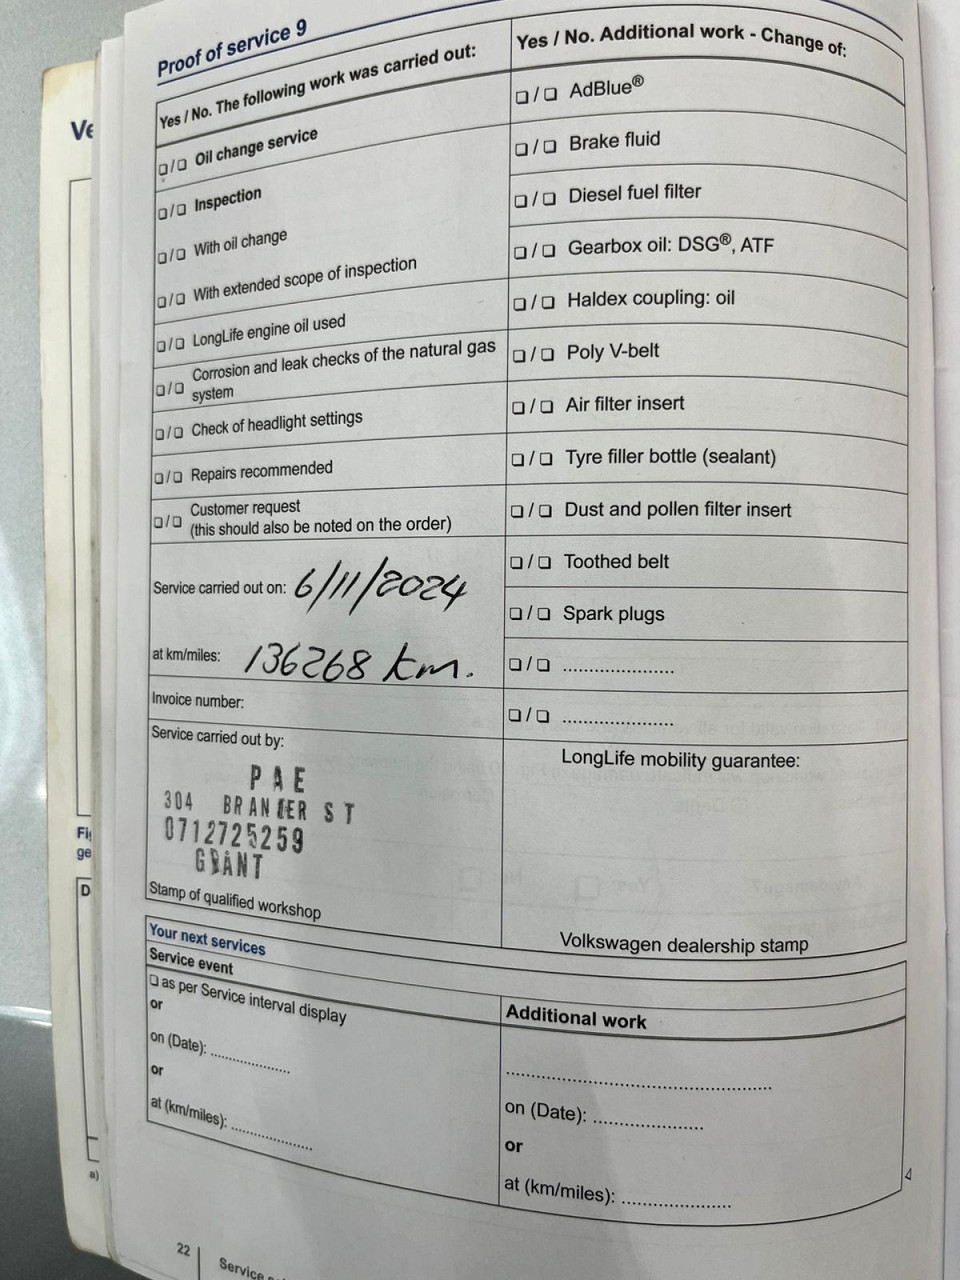 Proof of service 9
Yes / No. The following work was carried out:
❏/❏ Oil change service
❏/❏ Inspection
❏/❏ With oil change
❏/❏ With extended scope of inspection
❏/❏ LongLife engine oil used
❏/❏ Corrosion and leak checks of the natural gas
system
❏/❏ Check of headlight settings
❏/❏ Repairs recommended
❏/❏ Customer request
(this should also be noted on the order)
Service carried out on: 6/11/2024
at km/miles: 136268 km.
Invoice number:
Service carried out by:
PAE
304 ST
0712725259
GRANT
Stamp of qualified workshop
Yes / No. Additional work - Change of:
❏/❏ AdBlue®
❏/❏ Brake fluid
❏/❏ Diesel fuel filter
❏/❏ Gearbox oil: DSG®, ATF
❏/❏ Haldex coupling: oil
❏/❏ Poly V-belt
❏/❏ Air filter insert
❏/❏ Tyre filler bottle (sealant)
❏/❏ Dust and pollen filter insert
❏/❏ Toothed belt
❏/❏ Spark plugs
❏/❏ ......................
❏/❏ ......................
LongLife mobility guarantee:
Volkswagen dealership stamp
Your next services
Service event
❏ as per Service interval display
or
on (Date): ................
or
at (km/miles): ................
Additional work
.....................................................
on (Date): ......................
or
at (km/miles): ......................
22
Service
Ve
Fi
ge
D
a)